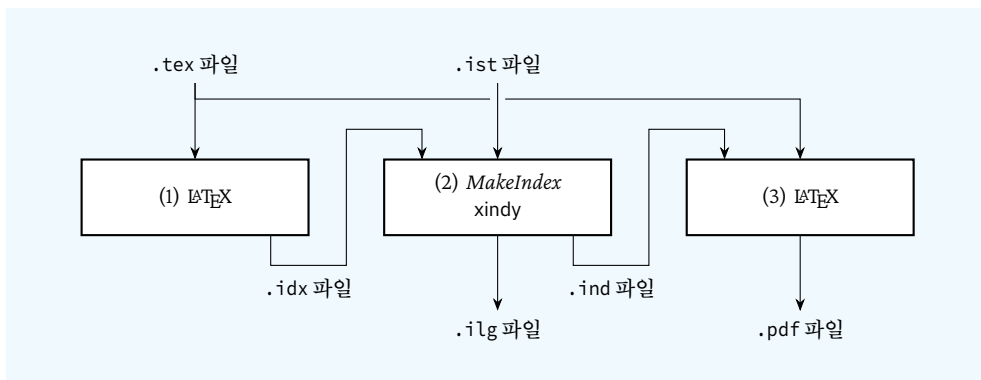 .tex 파일
.ist 파일
(1) LATEX
(2) MakeIndex
xindy
(3) LATEX
.idx 파일
.ind 파일
.ilg 파일
.pdf 파일